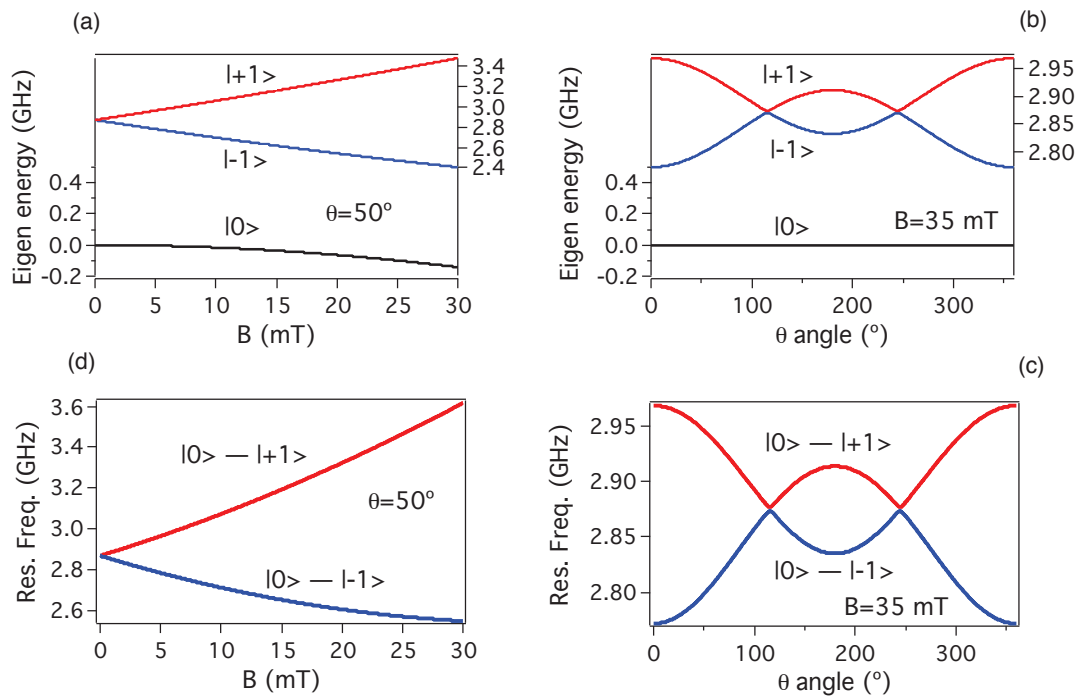 (a)
Eigen energy (GHz)
0.4
0.2
0.0
-0.2
3.4
3.2
3.0
2.8
2.6
2.4
|+1>
|-1>
|0>
θ=50º
0 5 10 15 20 25 30
B (mT)
(b)
Eigen energy (GHz)
0.4
0.2
0.0
-0.2
2.95
2.90
2.85
2.80
|+1>
|-1>
|0>
B=35 mT
0 100 200 300
θ angle (º)
(d)
Res. Freq. (GHz)
3.6
3.4
3.2
3.0
2.8
2.6
|0> — |+1>
θ=50º
|0> — |-1>
0 5 10 15 20 25 30
B (mT)
(c)
Res. Freq. (GHz)
2.95
2.90
2.85
2.80
|0> — |+1>
|0> — |-1>
B=35 mT
0 100 200 300
θ angle (º)